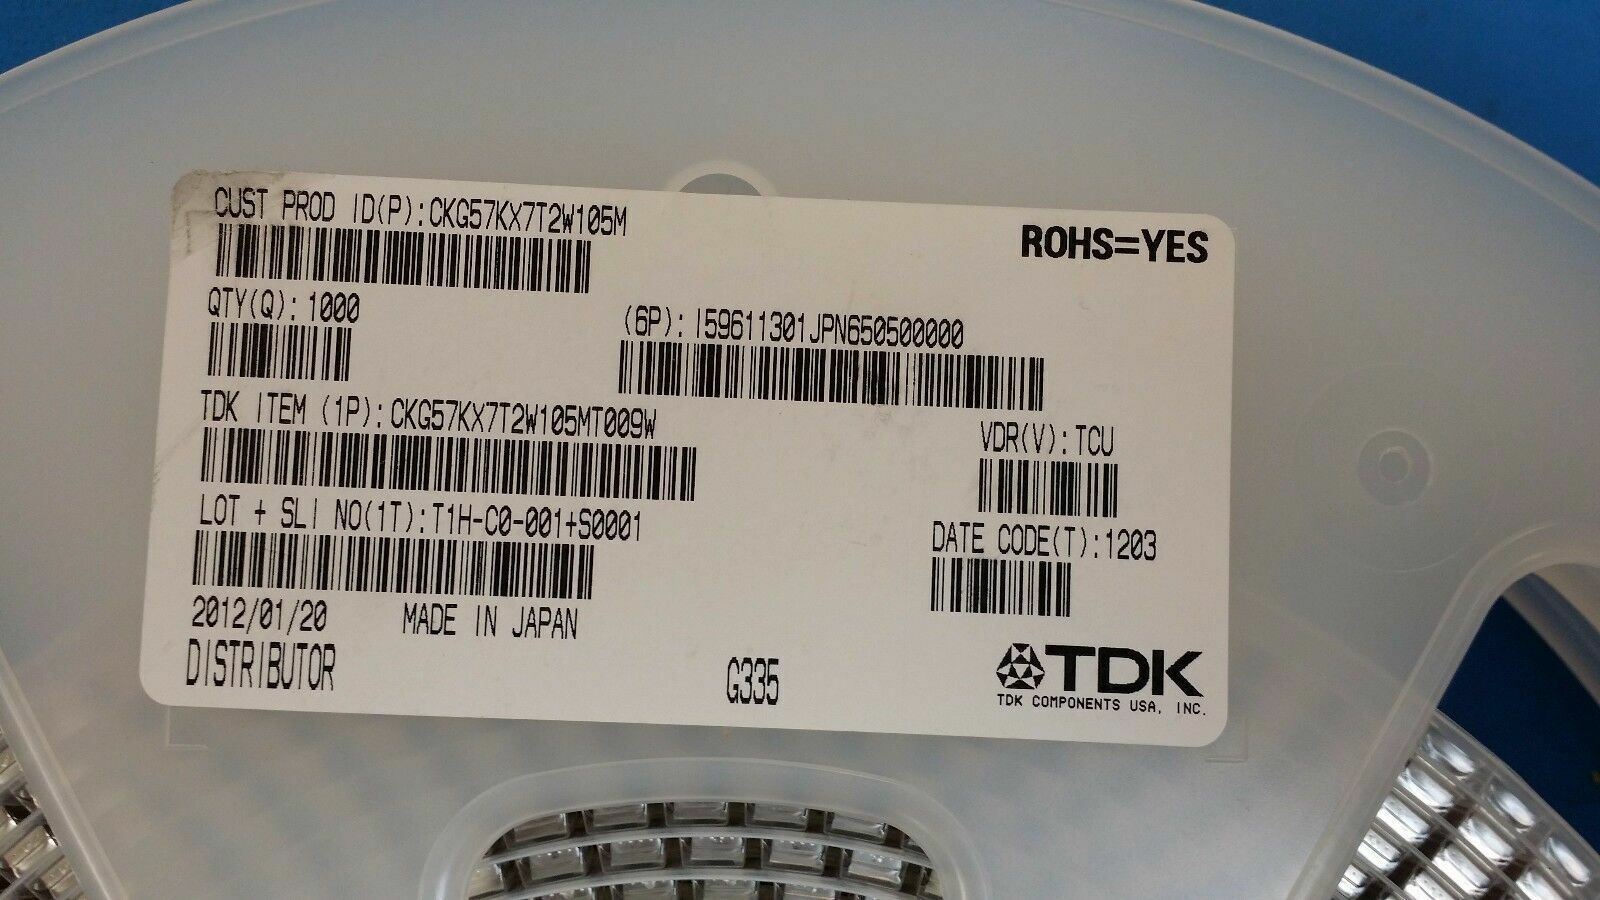 CUST PROD ID(P):CKG57KX7T2W105M
ROHS=YES
QTY(Q): 1000
(6P): I59611301JPN650500000
TDK ITEM (1P): CKG57KX7T2W105MT009W
VDR(V): TCU
LOT + SLI NO(1T):T1H-C0-001+S0001
DATE CODE(T):1203
2012/01/20 MADE IN JAPAN
DISTRIBUTOR
G335
TDK
TDK COMPONENTS USA, INC.